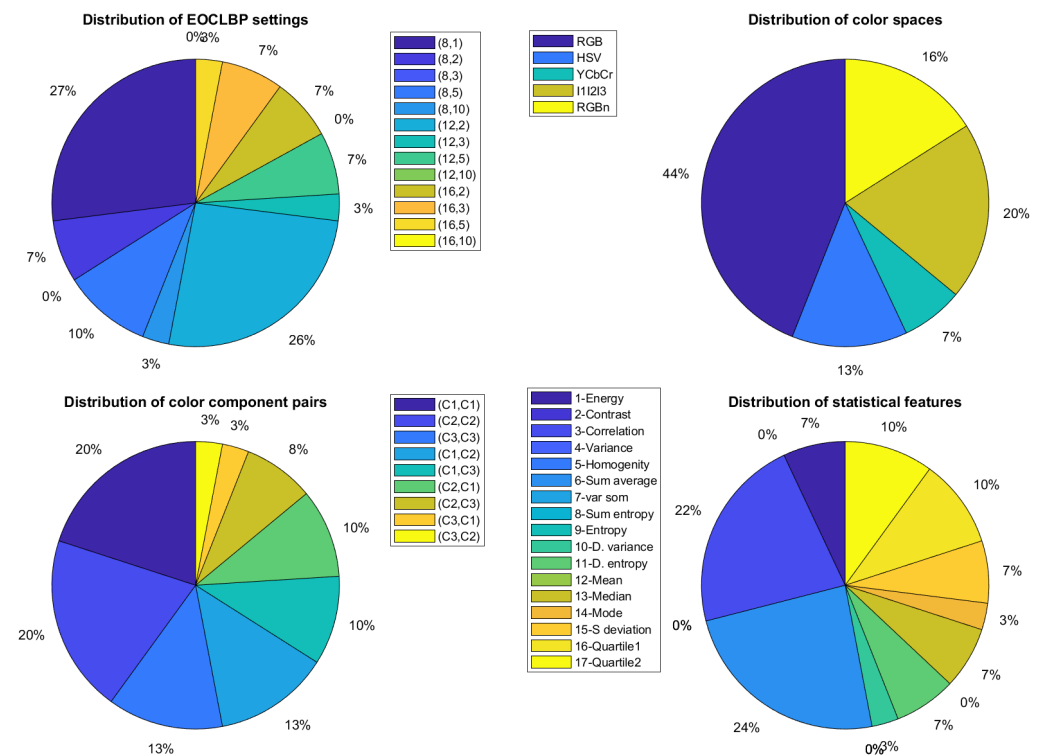 Distribution of EOCLBP settings
0%
3%
7%
7%
0%
7%
3%
26%
3%
10%
0%
7%
27%
(8,1)
(8,2)
(8,3)
(8,5)
(8,10)
(12,2)
(12,3)
(12,5)
(12,10)
(16,2)
(16,3)
(16,5)
(16,10)
Distribution of color spaces
RGB
HSV
YCbCr
I1I2I3
RGBn
16%
20%
7%
13%
44%
Distribution of color component pairs
3%
3%
8%
10%
10%
13%
13%
20%
20%
(C1,C1)
(C2,C2)
(C3,C3)
(C1,C2)
(C1,C3)
(C2,C1)
(C2,C3)
(C3,C1)
(C3,C2)
Distribution of statistical features
1-Energy
2-Contrast
3-Correlation
4-Variance
5-Homogenity
6-Sum average
7-var som
8-Sum entropy
9-Entropy
10-D. variance
11-D. entropy
12-Mean
13-Median
14-Mode
15-S deviation
16-Quartile1
17-Quartile2
7%
0%
22%
0%
24%
0%
3%
7%
0%
7%
3%
7%
10%
10%